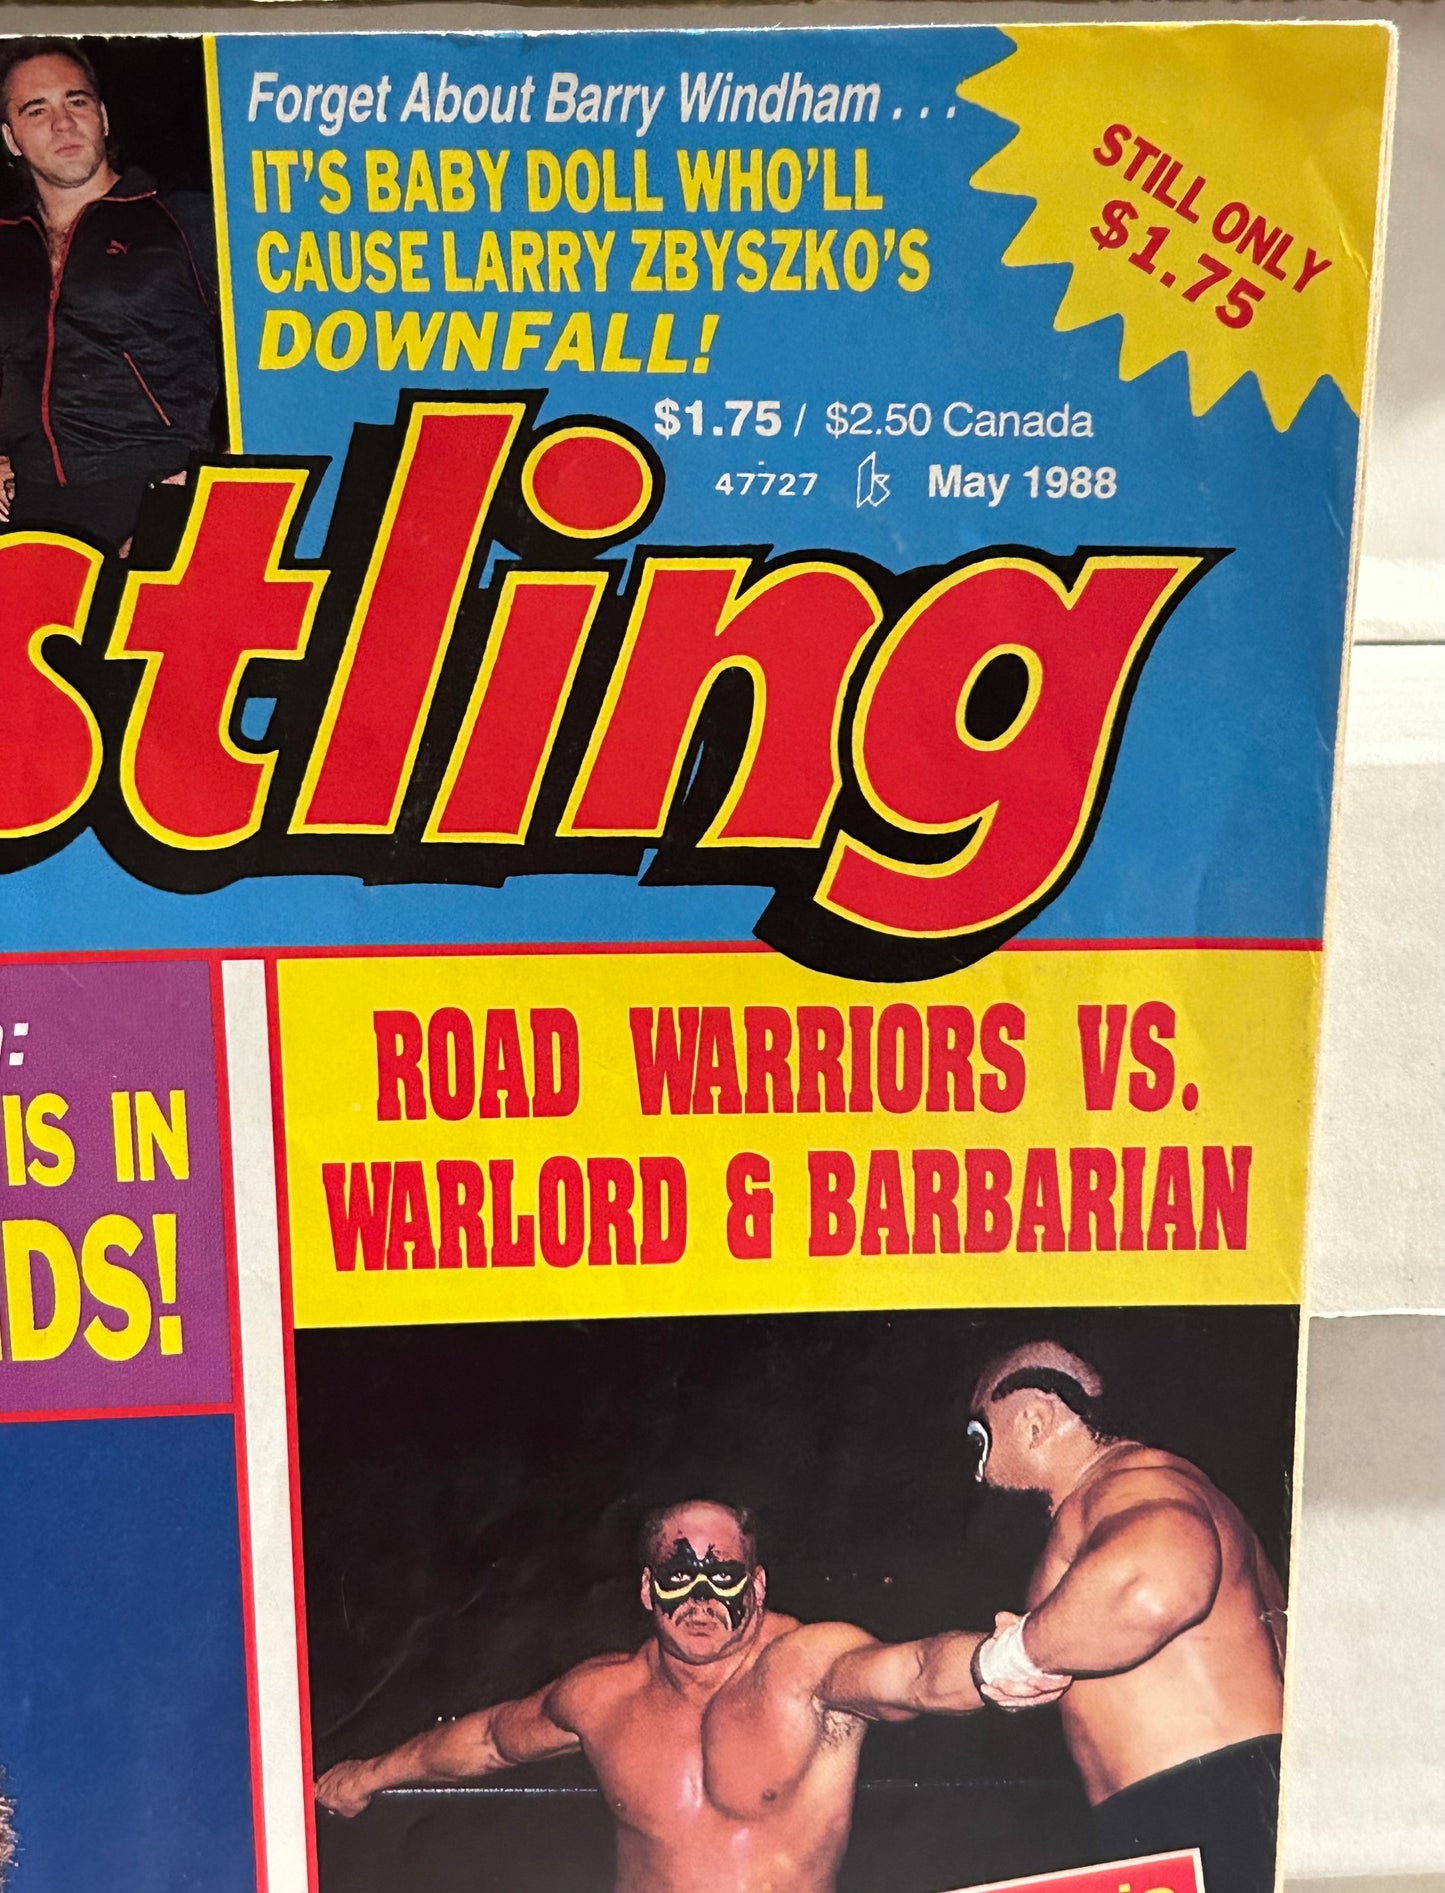 Forget About Barry Windham . . .
IT'S BABY DOLL WHO'LL
CAUSE LARRY ZBYSZKO'S
DOWNFALL!
STILL ONLY
$1.75
$1.75 / $2.50 Canada
47727 May 1988
stling
:
IS IN
DS!
ROAD WARRIORS VS.
WARLORD & BARBARIAN